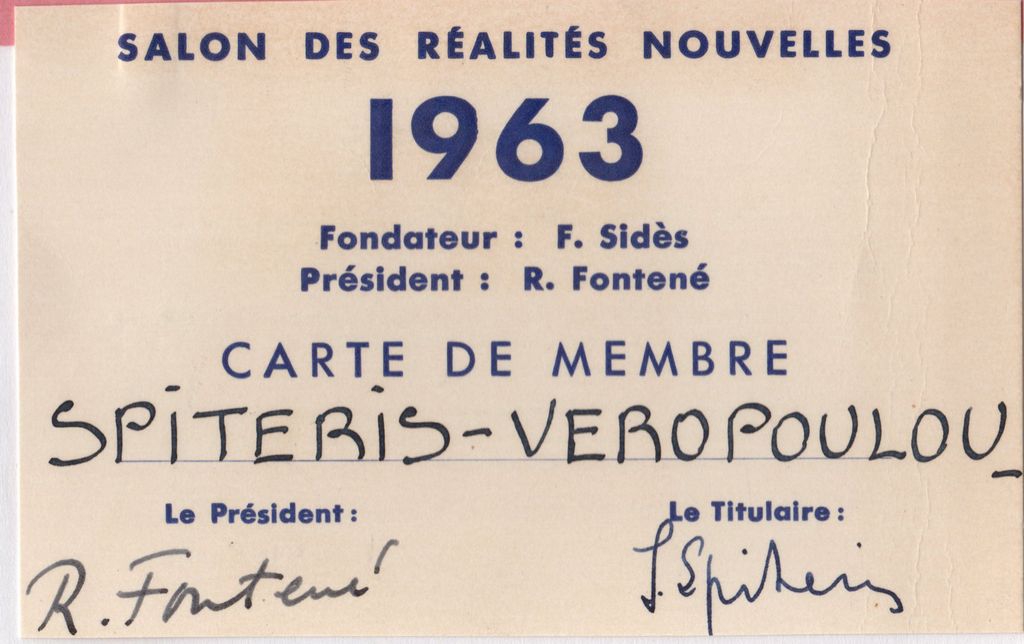 SALON DES RÉALITÉS NOUVELLES
1963
Fondateur : F. Sidès
Président : R. Fontené
CARTE DE MEMBRE
SPITERIS-VEROPOULOU
Le Président : Le Titulaire :
R. Fontené J. Spiteris